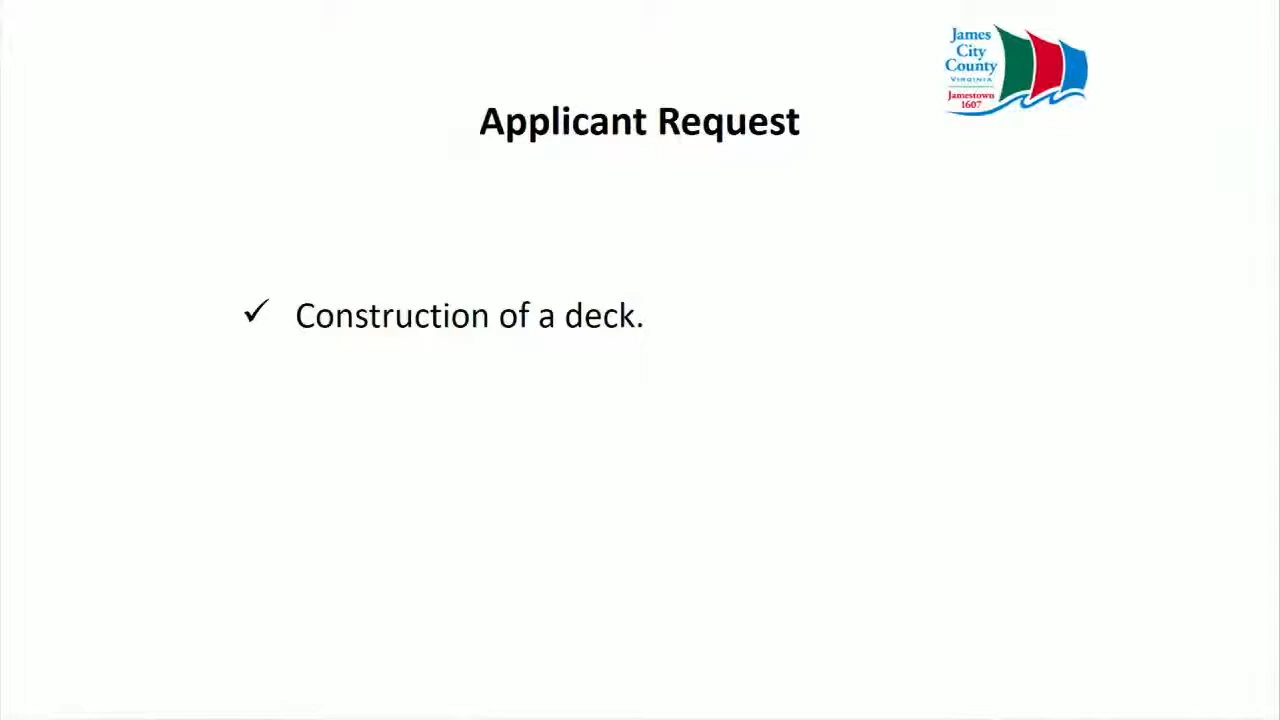 James
City
County
VIRGINIA
Jamestown
1607
Applicant Request
✓ Construction of a deck.